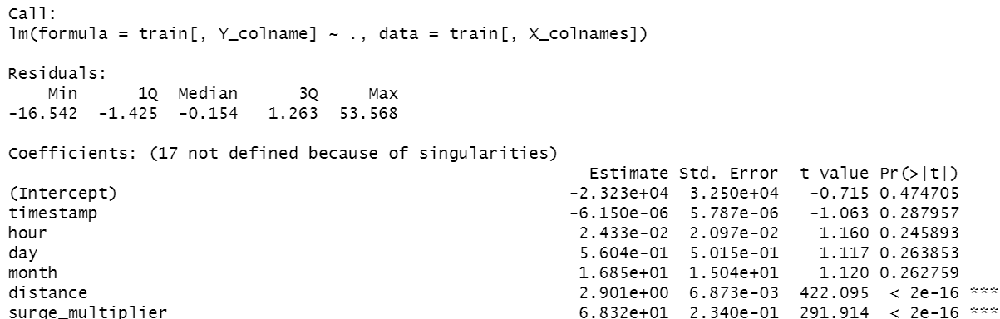 Call:
lm(formula = train[, Y_colname] ~ ., data = train[, X_colnames])
Residuals:
    Min      1Q  Median      3Q     Max
-16.542  -1.425  -0.154   1.263  53.568
Coefficients: (17 not defined because of singularities)
Estimate Std. Error t value Pr(>|t|)
(Intercept) -2.323e+04 3.250e+04 -0.715 0.474705
timestamp -6.150e-06 5.787e-06 -1.063 0.287957
hour 2.433e-02 2.097e-02 1.160 0.245893
day 5.604e-01 5.015e-01 1.117 0.263853
month 1.685e+01 1.504e+01 1.120 0.262759
distance 2.901e+00 6.873e-03 422.095 < 2e-16 ***
surge_multiplier 6.832e+01 2.340e-01 291.914 < 2e-16 ***